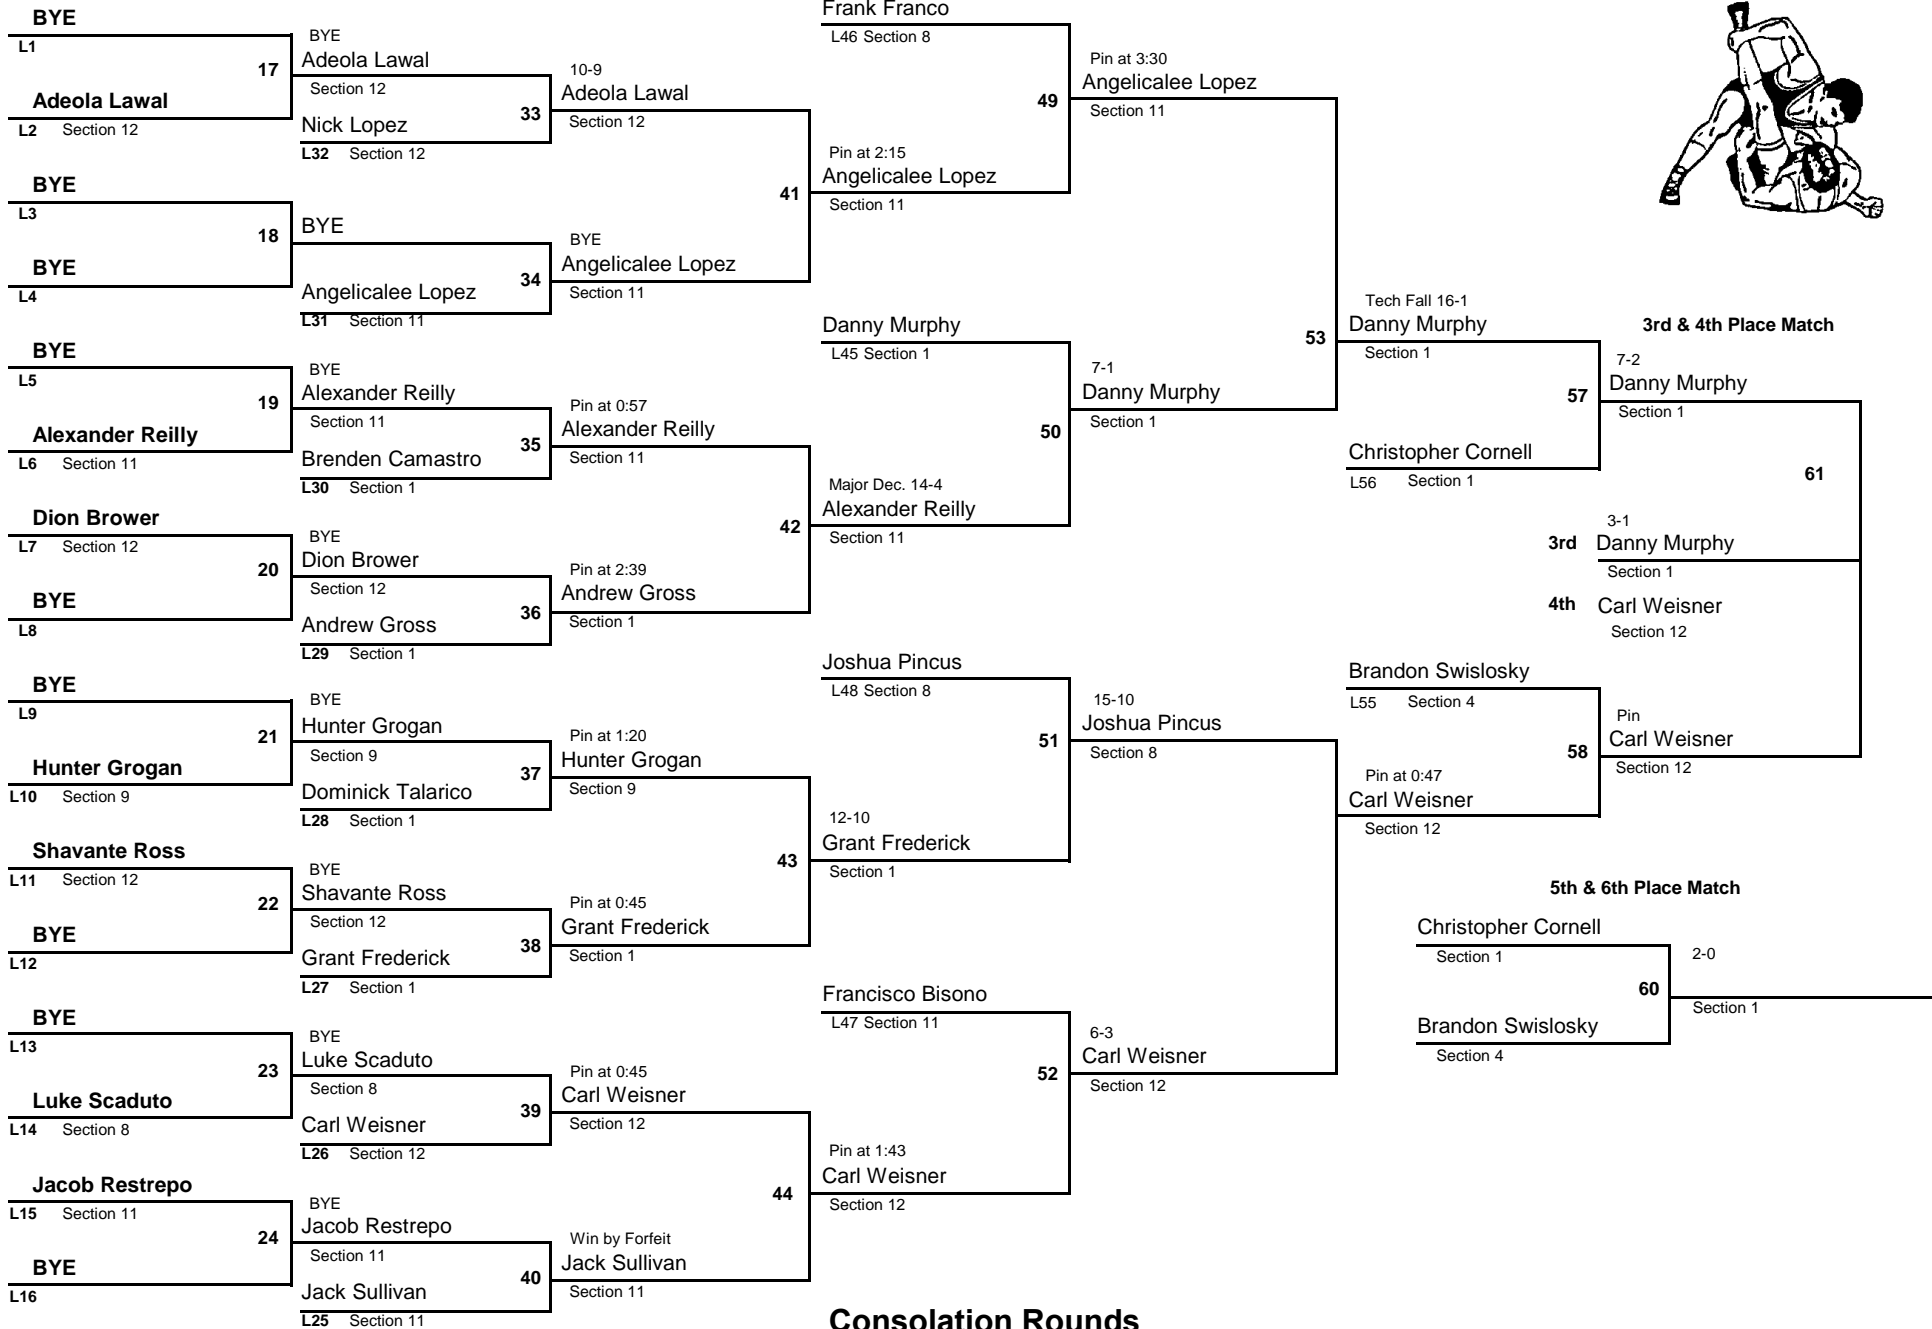 BYE
L1
17
Adeola Lawal
L2 Section 12
BYE
L3
18
BYE
L4
BYE
L5
19
Alexander Reilly
L6 Section 11
Dion Brower
L7 Section 12
20
BYE
L8
BYE
L9
21
Hunter Grogan
L10 Section 9
Shavante Ross
L11 Section 12
22
BYE
L12
BYE
L13
23
Luke Scaduto
L14 Section 8
Jacob Restrepo
L15 Section 11
24
BYE
L16
BYE
Adeola Lawal
Section 12
33
Nick Lopez
L32 Section 12
BYE
34
Angelicalee Lopez
L31 Section 11
BYE
Alexander Reilly
Section 11
35
Brenden Camastro
L30 Section 1
BYE
Dion Brower
Section 12
36
Andrew Gross
L29 Section 1
BYE
Hunter Grogan
Section 9
37
Dominick Talarico
L28 Section 1
BYE
Shavante Ross
Section 12
38
Grant Frederick
L27 Section 1
BYE
Luke Scaduto
Section 8
39
Carl Weisner
L26 Section 12
BYE
Jacob Restrepo
Section 11
40
Jack Sullivan
L25 Section 11
10-9
Adeola Lawal
Section 12
41
BYE
Angelicalee Lopez
Section 11
Pin at 0:57
Alexander Reilly
Section 11
42
Pin at 2:39
Andrew Gross
Section 1
Pin at 1:20
Hunter Grogan
Section 9
43
Pin at 0:45
Grant Frederick
Section 1
Pin at 0:45
Carl Weisner
Section 12
44
Win by Forfeit
Jack Sullivan
Section 11
Frank Franco
L46 Section 8
49
Pin at 2:15
Angelicalee Lopez
Section 11
Danny Murphy
L45 Section 1
50
Major Dec. 14-4
Alexander Reilly
Section 11
Joshua Pincus
L48 Section 8
51
12-10
Grant Frederick
Section 1
Francisco Bisono
L47 Section 11
52
Pin at 1:43
Carl Weisner
Section 12
Pin at 3:30
Angelicalee Lopez
Section 11
53
7-1
Danny Murphy
Section 1
15-10
Joshua Pincus
Section 8
6-3
Carl Weisner
Section 12
Tech Fall 16-1
Danny Murphy
Section 1
57
Christopher Cornell
L56 Section 1
Brandon Swislosky
L55 Section 4
58
Pin at 0:47
Carl Weisner
Section 12
3rd & 4th Place Match
7-2
Danny Murphy
Section 1
61
3-1
3rd Danny Murphy
Section 1
4th Carl Weisner
Section 12
Pin
Carl Weisner
Section 12
5th & 6th Place Match
Christopher Cornell
Section 1
60
2-0
Section 1
Brandon Swislosky
Section 4
Consolation Rounds